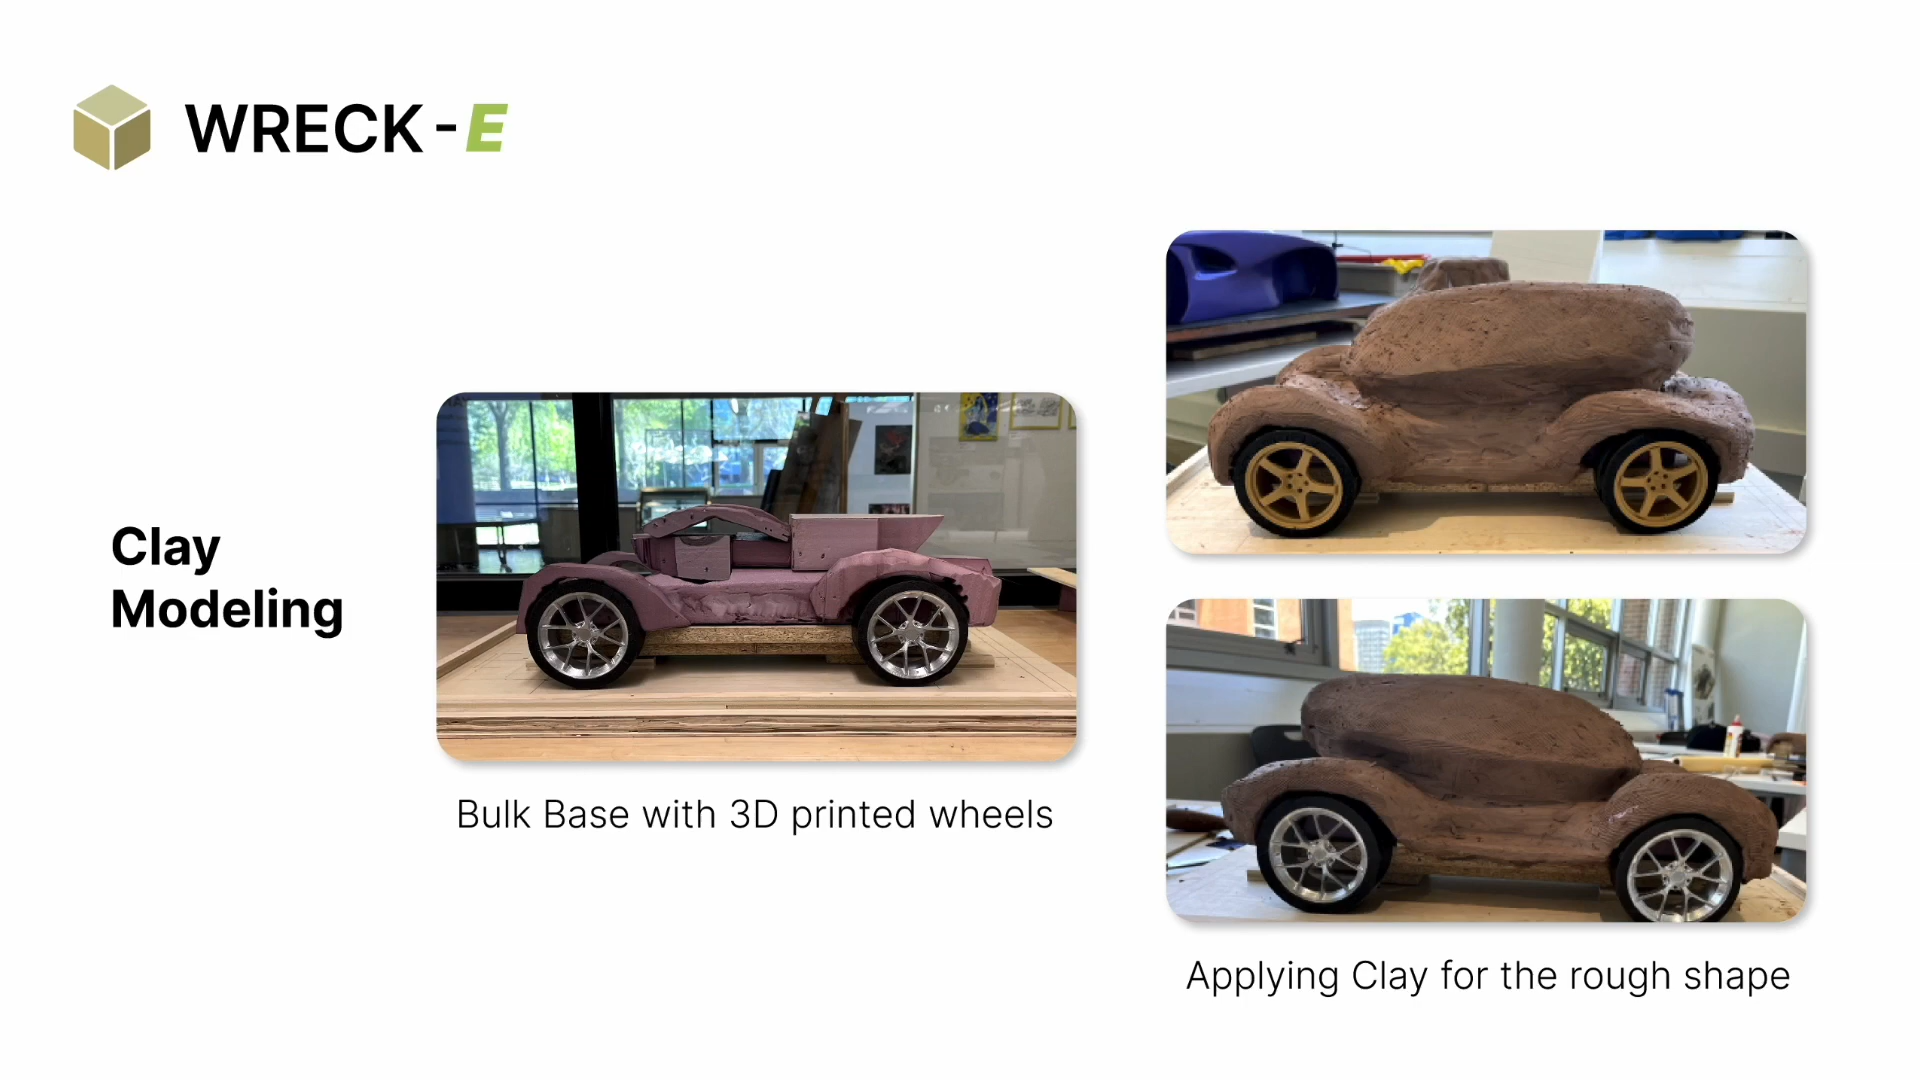 WRECK-E
Clay
Modeling
Bulk Base with 3D printed wheels
Applying Clay for the rough shape